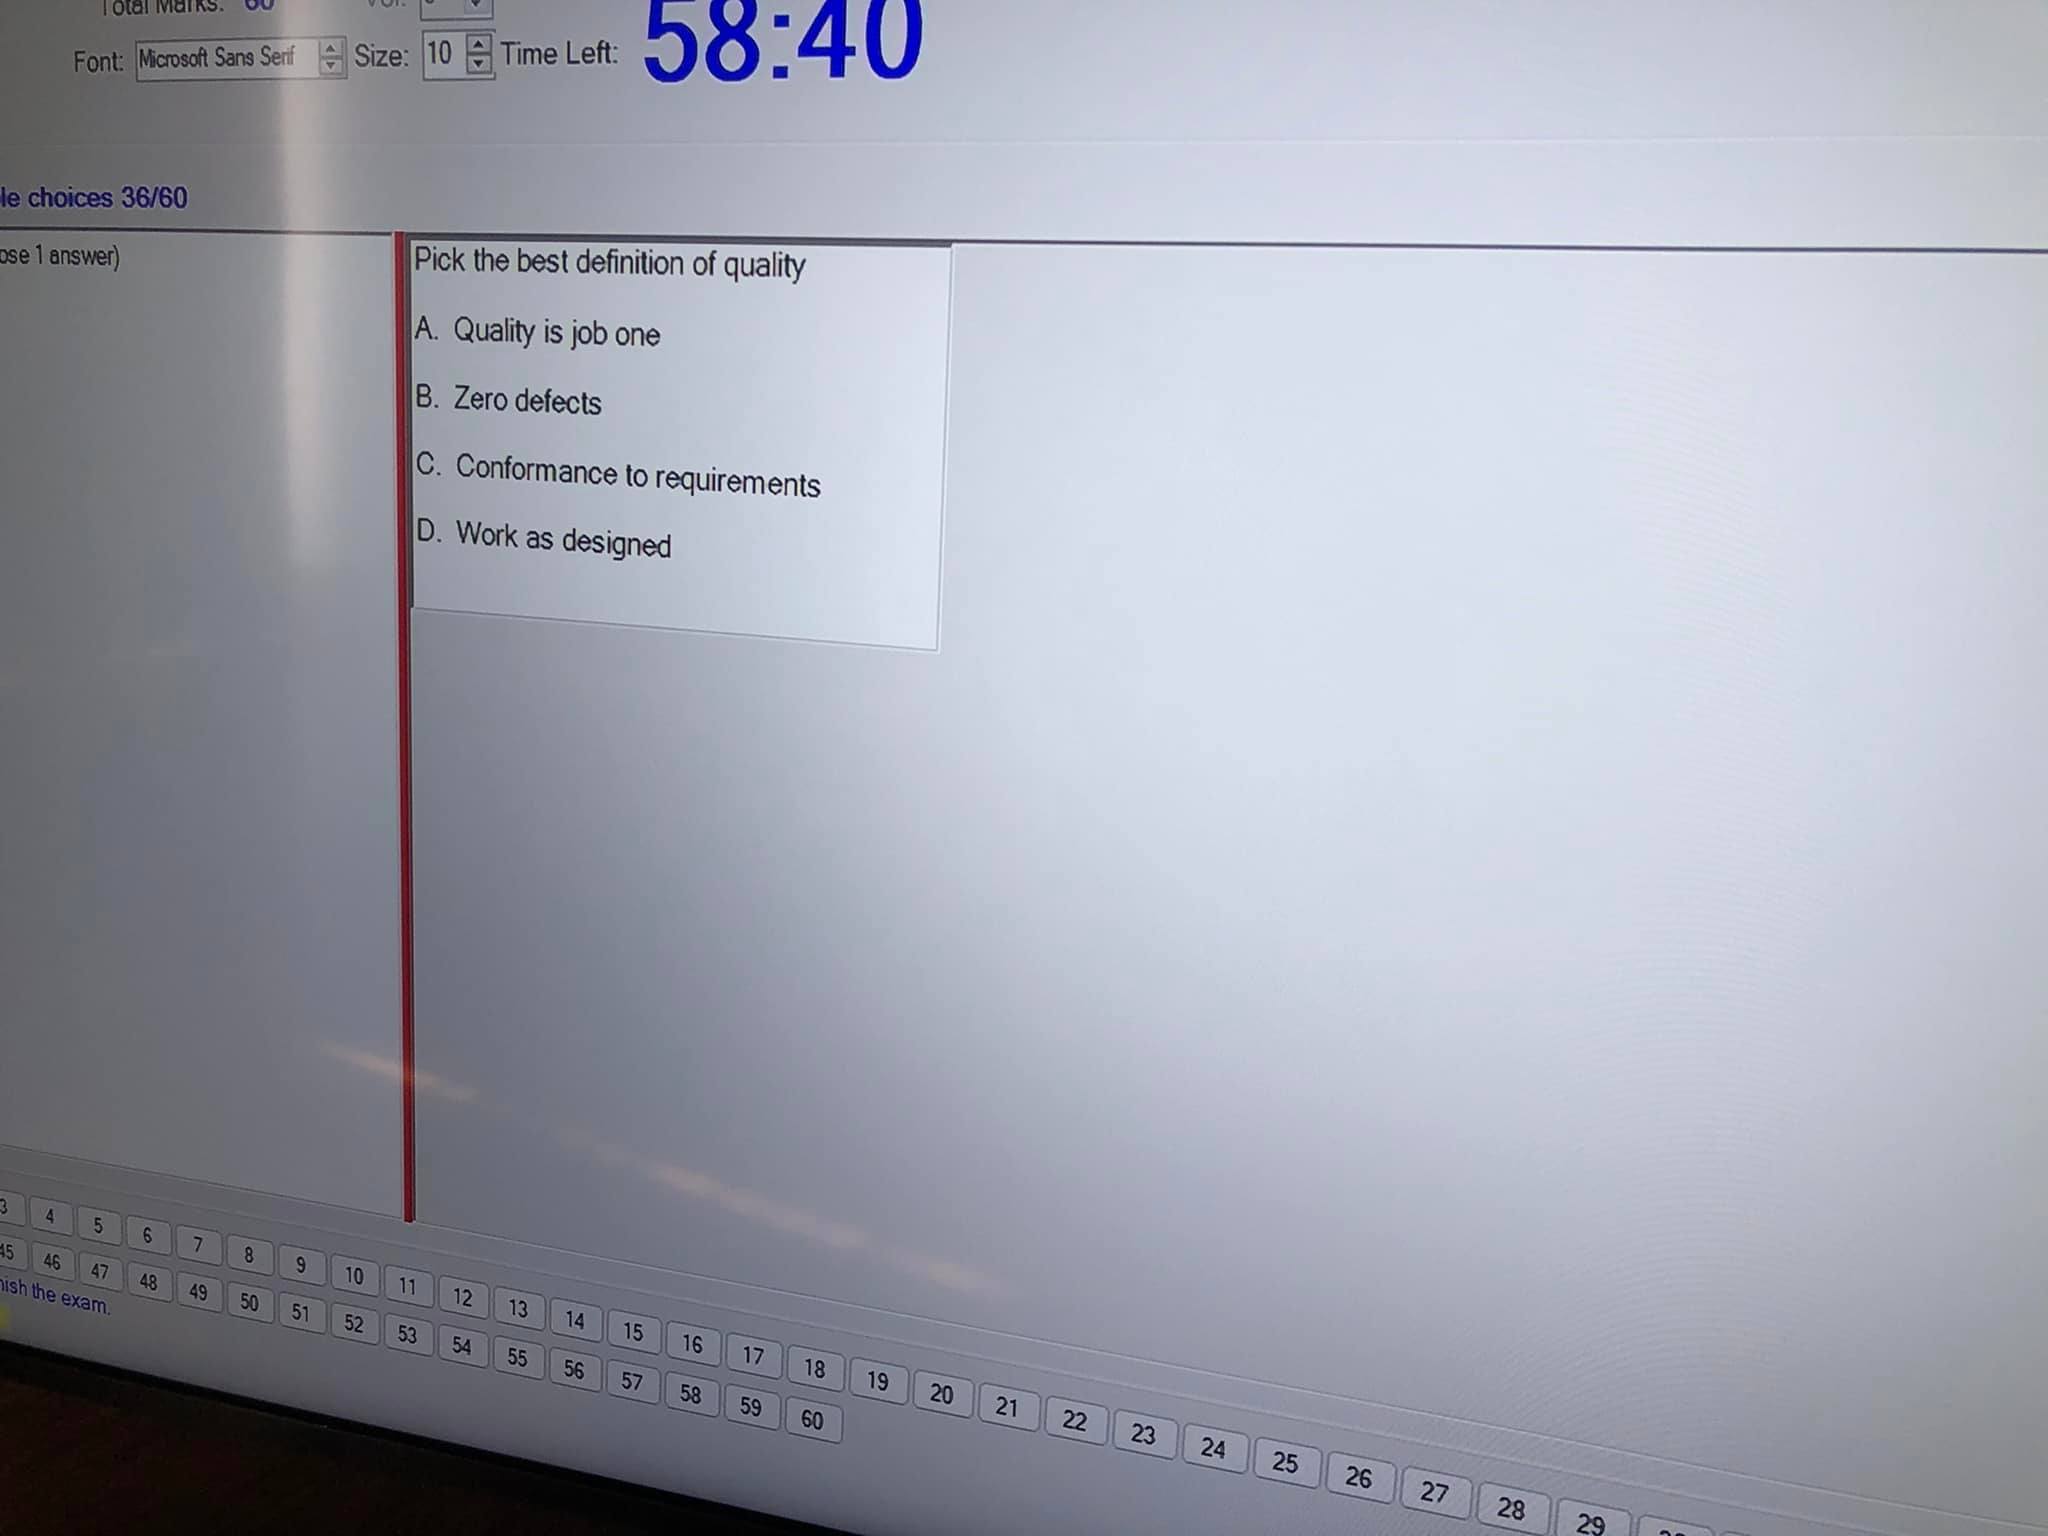 Total Marks: 60
Font: Microsoft Sans Serif Size: 10 Time Left: 58:40
le choices 36/60
ose 1 answer)
Pick the best definition of quality
A. Quality is job one
B. Zero defects
C. Conformance to requirements
D. Work as designed
3 4 5 6 7 8 9 10 11 12 13 14 15 16 17 18 19 20 21 22 23 24 25 26 27 28 29
45 46 47 48 49 50 51 52 53 54 55 56 57 58 59 60
nish the exam.